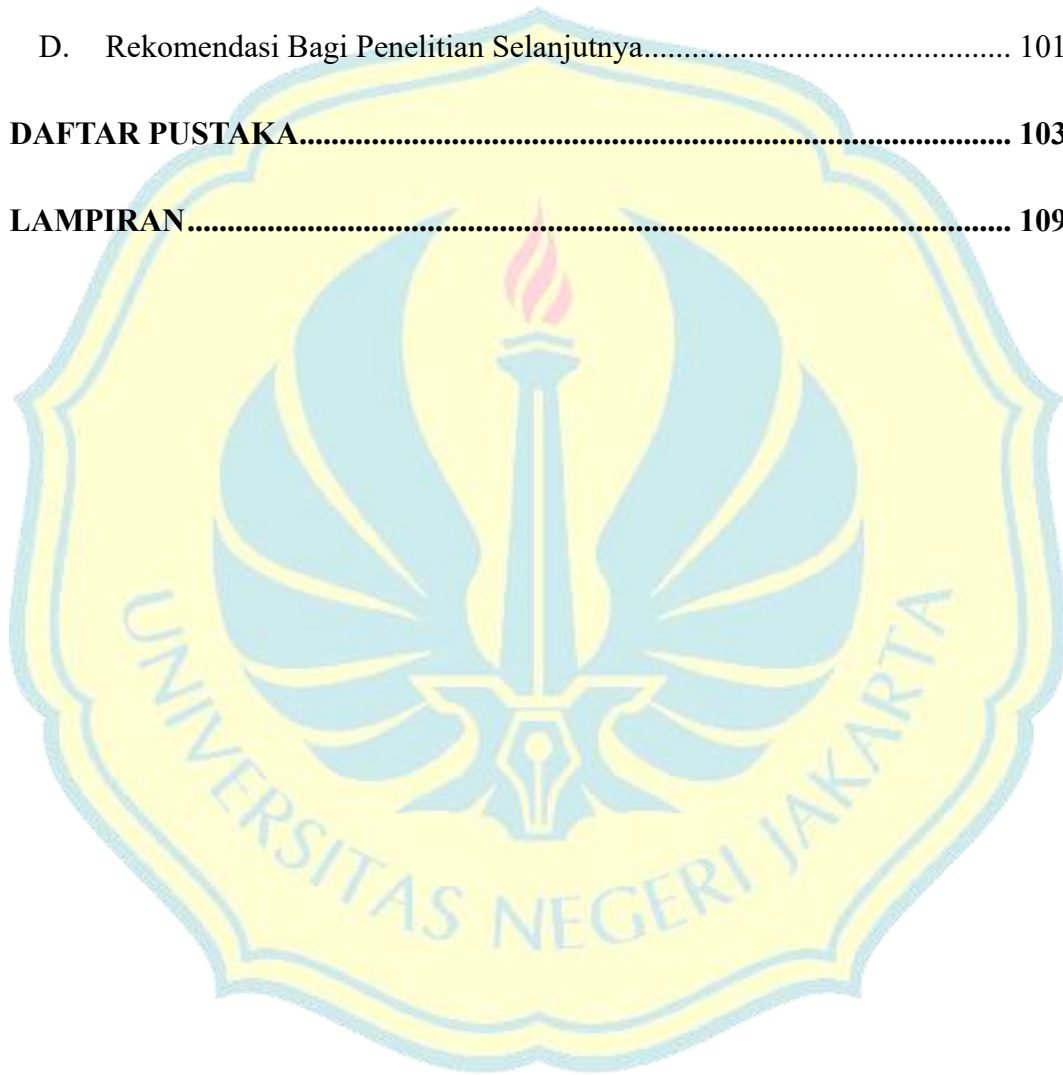 D. Rekomendasi Bagi Penelitian Selanjutnya.............................................. 101
DAFTAR PUSTAKA......................................................................................... 103
LAMPIRAN....................................................................................................... 109
UNIVERSITAS NEGERI JAKARTA